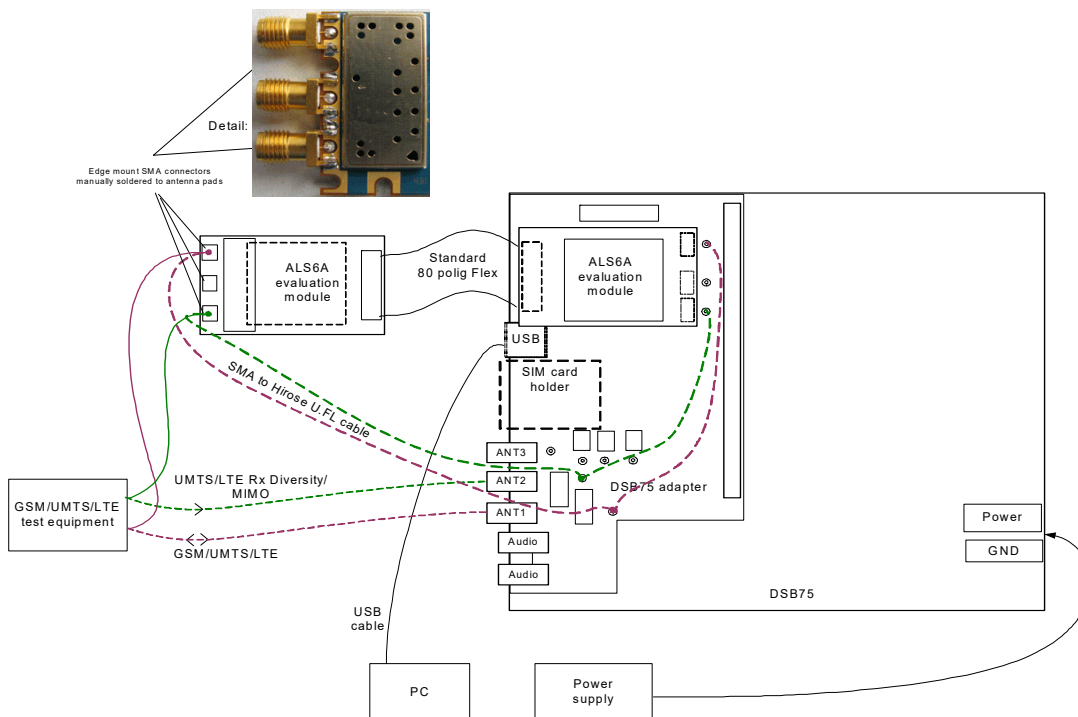 Detail:
Edge mount SMA connectors
manually soldered to antenna pads
ALS6A
evaluation
module
Standard
80 polig Flex
ALS6A
evaluation
module
USB
SIM card
holder
SMA to Hirose U.FL cable
ANT3
ANT2
ANT1
Audio
Audio
DSB75 adapter
UMTS/LTE Rx Diversity/
MIMO
GSM/UMTS/LTE
test equipment
GSM/UMTS/LTE
Power
GND
DSB75
USB
cable
PC
Power
supply